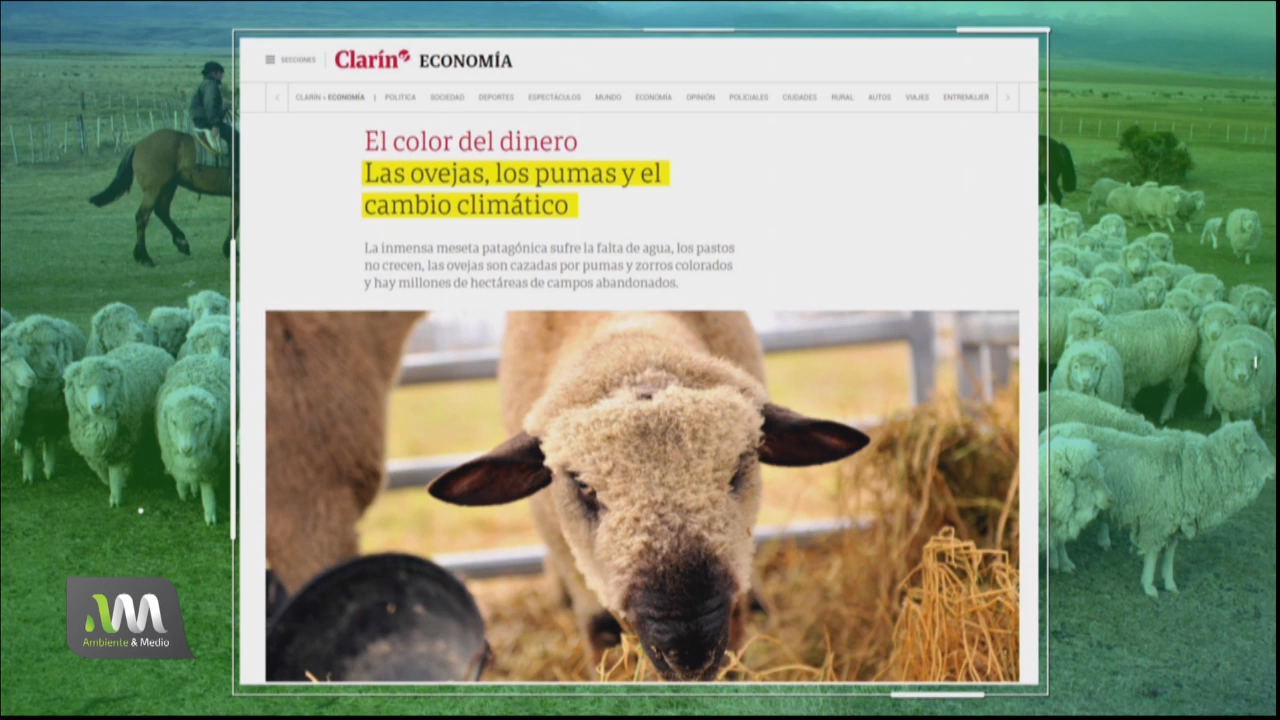 SECCIONES
Clarín ECONOMÍA
CLARÍN > ECONOMÍA | POLÍTICA SOCIEDAD DEPORTES ESPECTÁCULOS MUNDO ECONOMÍA OPINIÓN POLICIALES CIUDADES RURAL AUTOS VIAJES ENTREMUJER
El color del dinero
Las ovejas, los pumas y el
cambio climático
La inmensa meseta patagónica sufre la falta de agua, los pastos
no crecen, las ovejas son cazadas por pumas y zorros colorados
y hay millones de hectáreas de campos abandonados.
AM
Ambiente & Medio